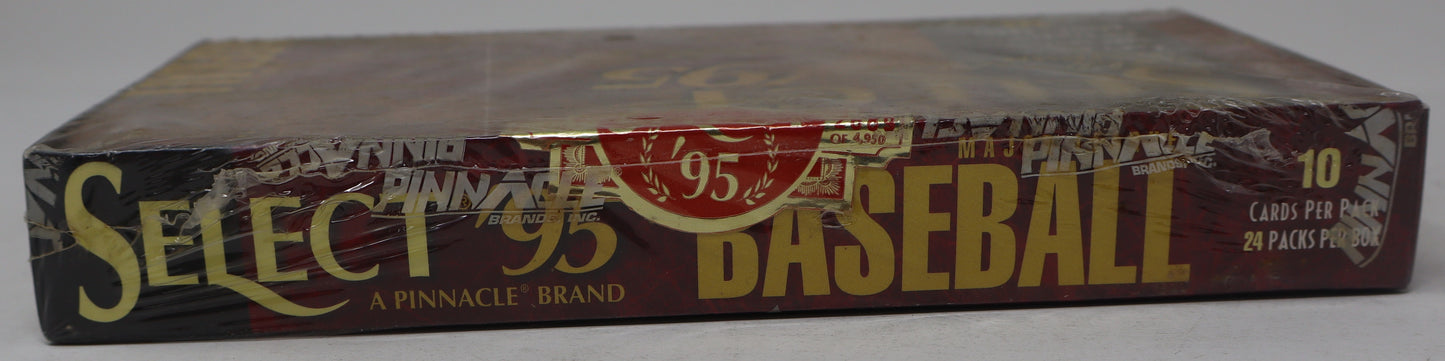 SELECT '95
A PINNACLE® BRAND
PINNACLE
BRANDS, INC.
'95
OF 4,950
MAJOR
BASEBALL
PINNACLE
BRANDS, INC.
10
CARDS PER PACK
24 PACKS PER BOX